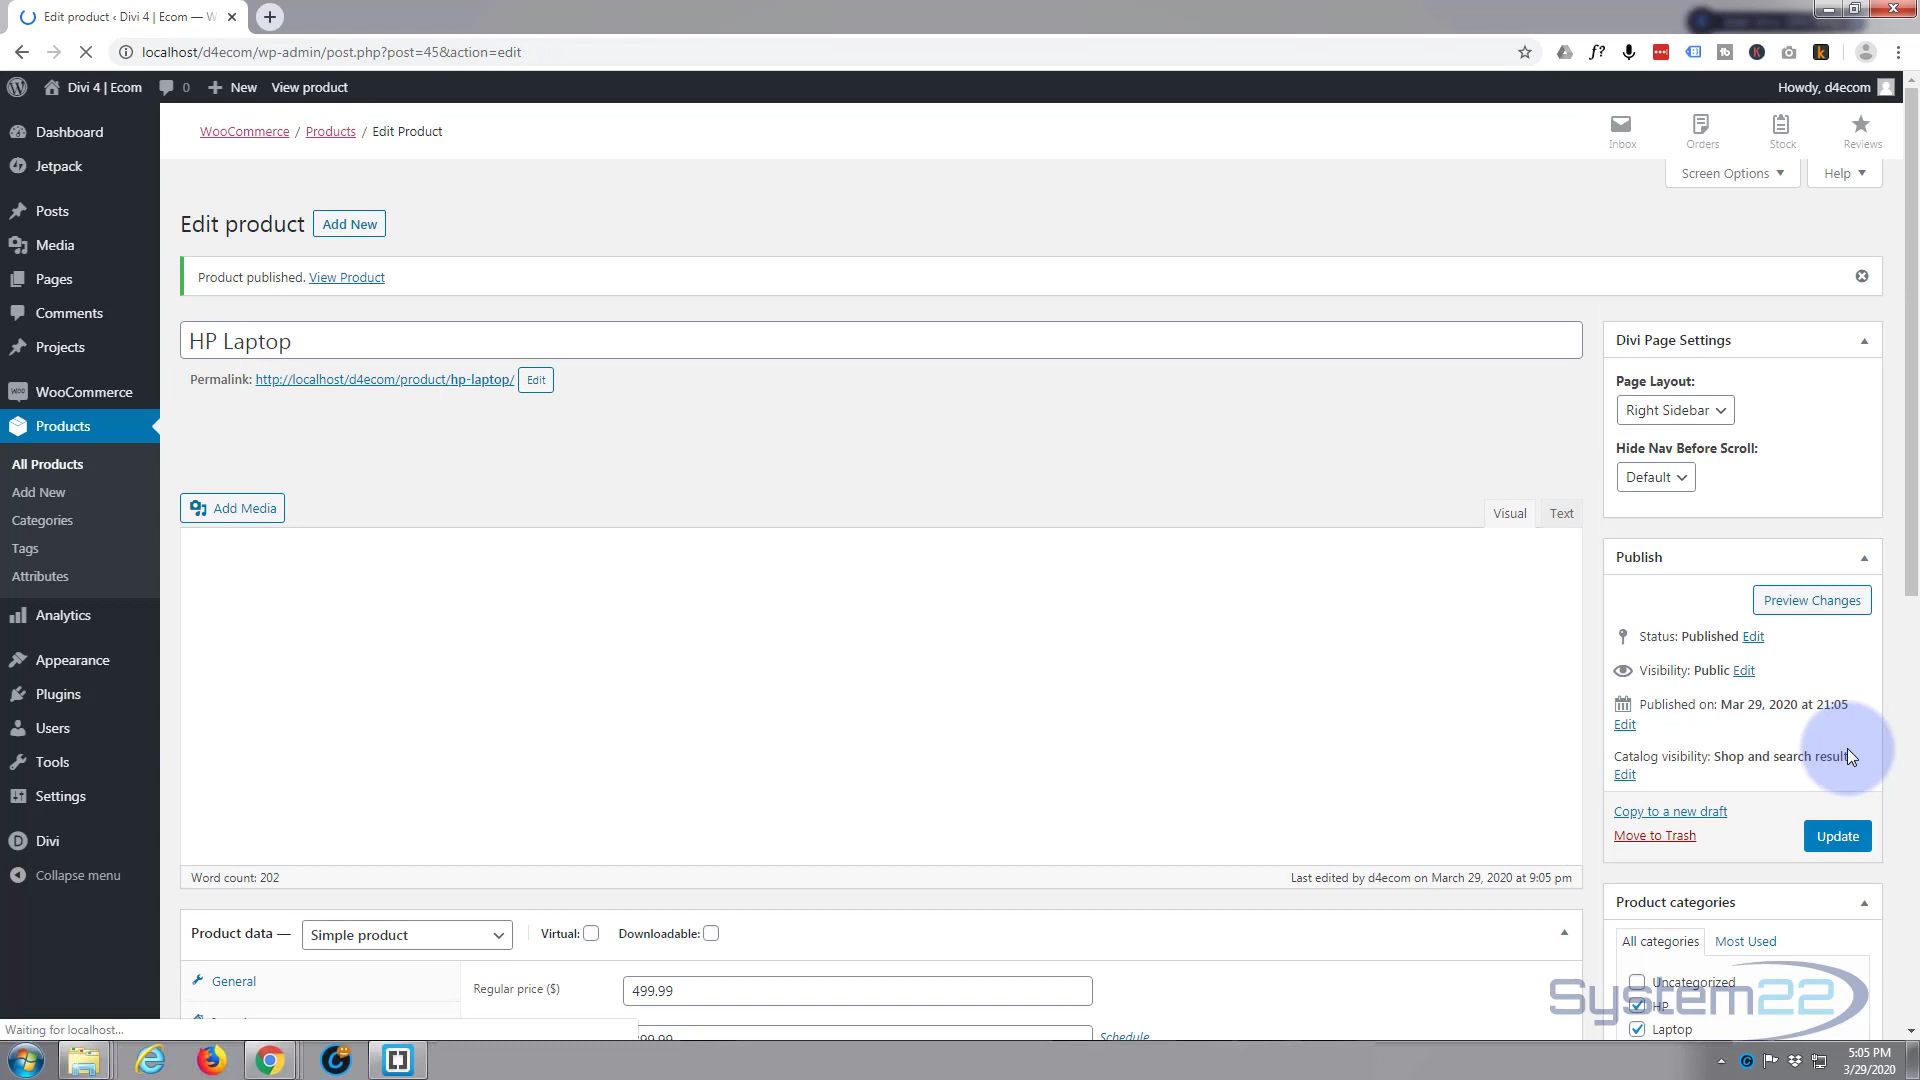 Edit product ‹ Divi 4 | Ecom — W
localhost/d4ecom/wp-admin/post.php?post=45&action=edit
Divi 4 | Ecom
0
New
View product
Howdy, d4ecom
Dashboard
Jetpack
Posts
Media
Pages
Comments
Projects
WooCommerce
Products
All Products
Add New
Categories
Tags
Attributes
Analytics
Appearance
Plugins
Users
Tools
Settings
Divi
Collapse menu
WooCommerce / Products / Edit Product
Inbox
Orders
Stock
Reviews
Screen Options
Help
Edit product
Add New
Product published. View Product
HP Laptop
Permalink: http://localhost/d4ecom/product/hp-laptop/
Edit
Add Media
Visual
Text
Word count: 202
Last edited by d4ecom on March 29, 2020 at 9:05 pm
Product data —
Simple product
Virtual:
Downloadable:
General
Regular price ($)
499.99
Schedule
Divi Page Settings
Page Layout:
Right Sidebar
Hide Nav Before Scroll:
Default
Publish
Preview Changes
Status: Published Edit
Visibility: Public Edit
Published on: Mar 29, 2020 at 21:05
Edit
Catalog visibility: Shop and search result
Edit
Copy to a new draft
Move to Trash
Update
Product categories
All categories
Most Used
Uncategorized
HP
Laptop
System22
Waiting for localhost...
5:05 PM
3/29/2020